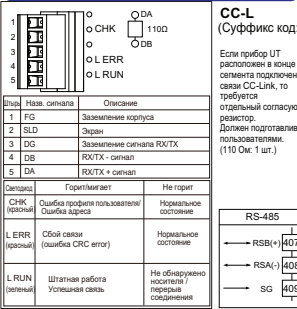 1
2
3
4
5
CHK
L ERR
L RUN
DA
110Ω
DB
Штырь Назв. сигнала Описание
1 FG Заземление корпуса
2 SLD Экран
3 DG Заземление сигнала RX/TX
4 DB RX/TX - сигнал
5 DA RX/TX + сигнал
Светодиод Горит/мигает Не горит
CHK (красный) Ошибка профиля пользователя/ Нормальное
Ошибка адреса состояние
L ERR Сбой связи Нормальное
(красный) (ошибка CRC error) состояние
L RUN Штатная работа Не обнаружено
(зеленый) Успешная связь носителя /
перерыв
соединения
CC-L
(Суффикс код:
Если прибор UT
расположен в конце
сегмента подключен
связи CC-Link, то
требуется
отдельный согласую
резистор.
Должен подготавлив
пользователями.
(110 Ом: 1 шт.)
RS-485
RSB(+) 407
RSA(-) 408
SG 409